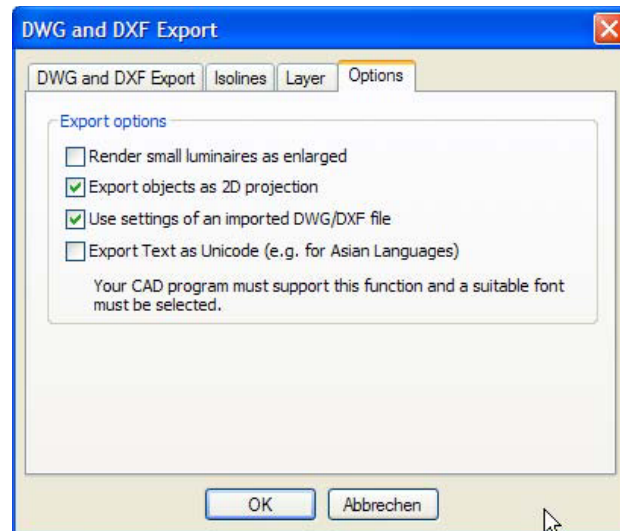 DWG and DXF Export
DWG and DXF Export Isolines Layer Options
Export options
Render small luminaires as enlarged
Export objects as 2D projection
Use settings of an imported DWG/DXF file
Export Text as Unicode (e.g. for Asian Languages)
Your CAD program must support this function and a suitable font
must be selected.
OK Abbrechen